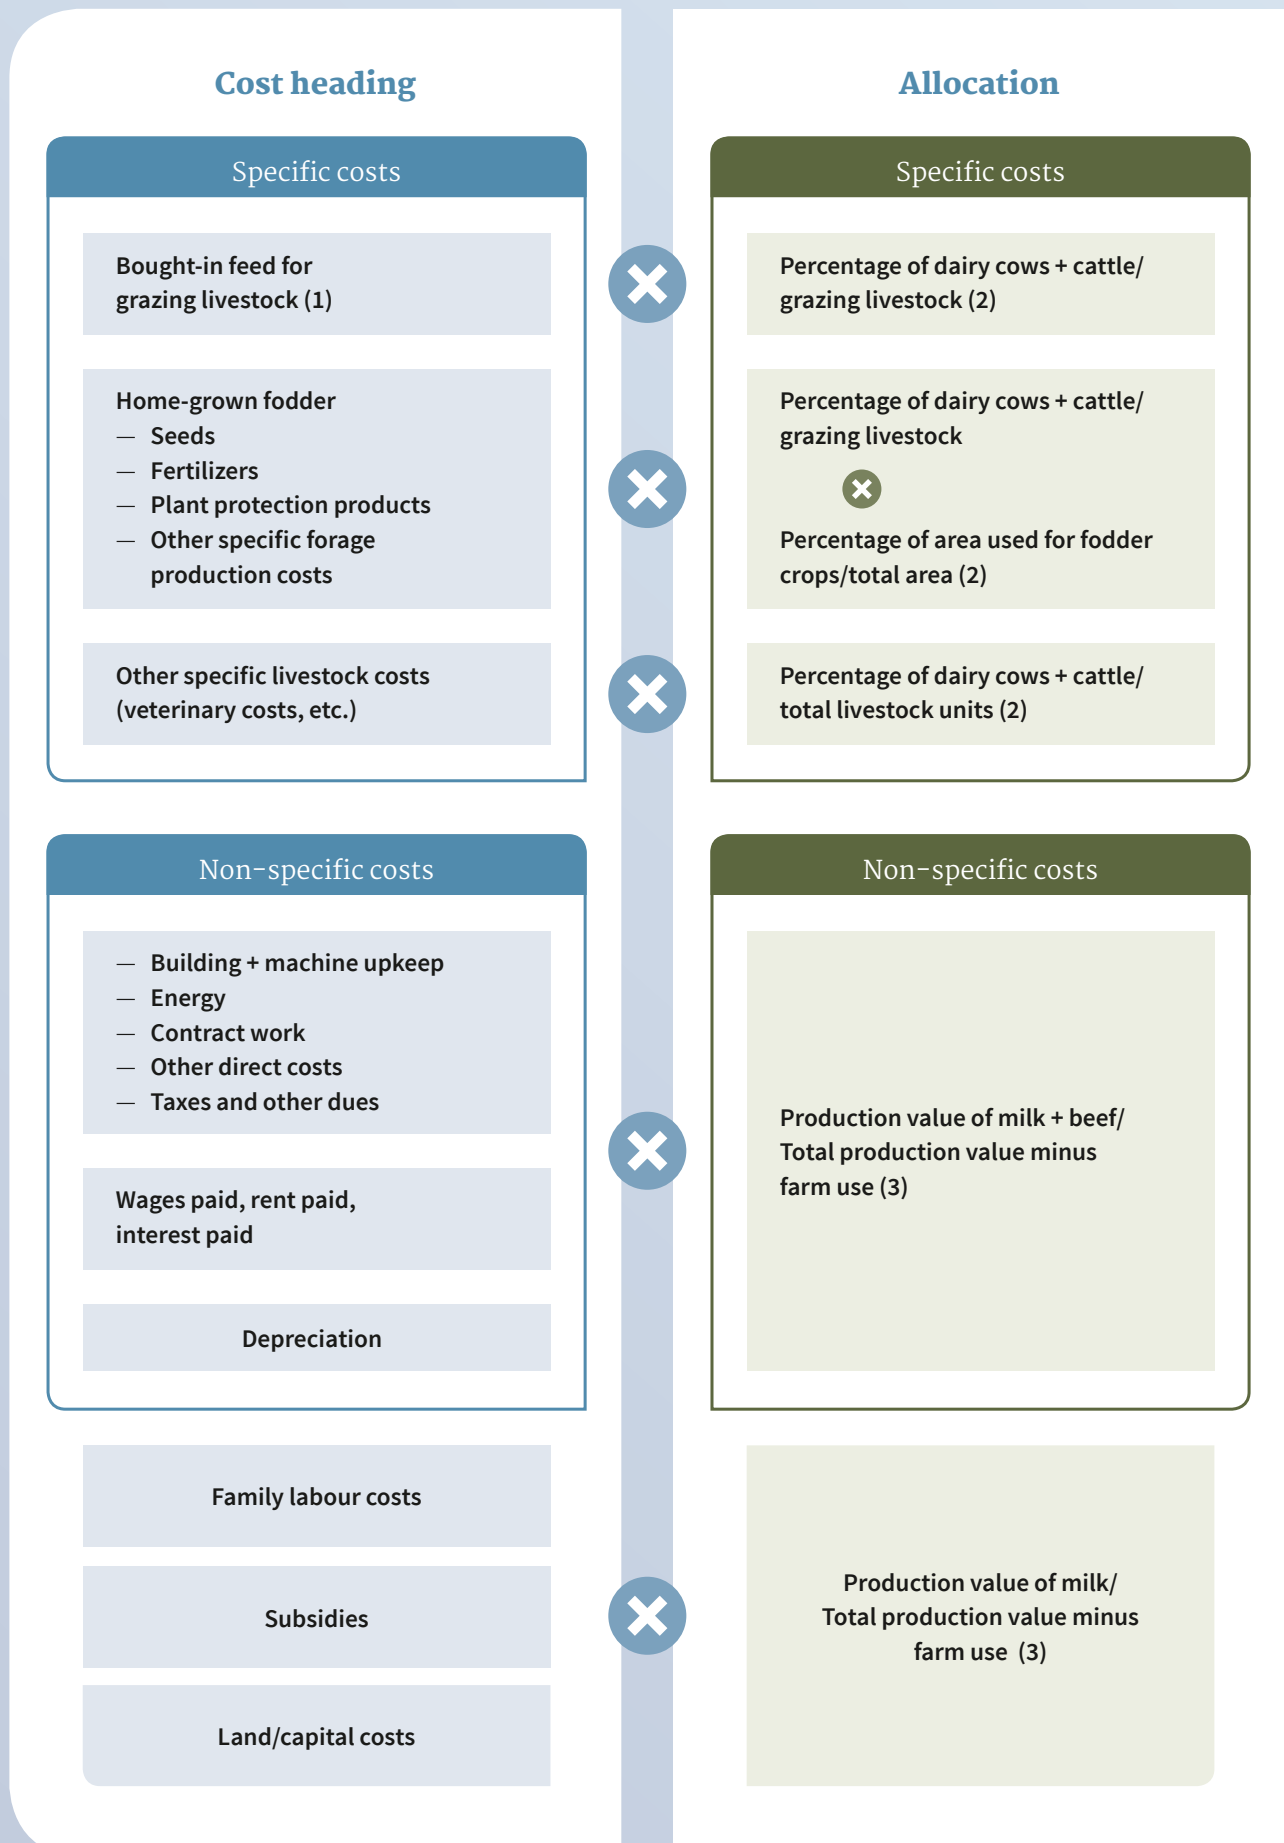 Cost heading
Allocation
Specific costs
Specific costs
Bought-in feed for
grazing livestock (1)
Percentage of dairy cows + cattle/
grazing livestock (2)
Home-grown fodder
— Seeds
— Fertilizers
— Plant protection products
— Other specific forage
production costs
Percentage of dairy cows + cattle/
grazing livestock
Percentage of area used for fodder
crops/total area (2)
Other specific livestock costs
(veterinary costs, etc.)
Percentage of dairy cows + cattle/
total livestock units (2)
Non-specific costs
Non-specific costs
— Building + machine upkeep
— Energy
— Contract work
— Other direct costs
— Taxes and other dues
Wages paid, rent paid,
interest paid
Depreciation
Production value of milk + beef/
Total production value minus
farm use (3)
Family labour costs
Subsidies
Land/capital costs
Production value of milk/
Total production value minus
farm use (3)